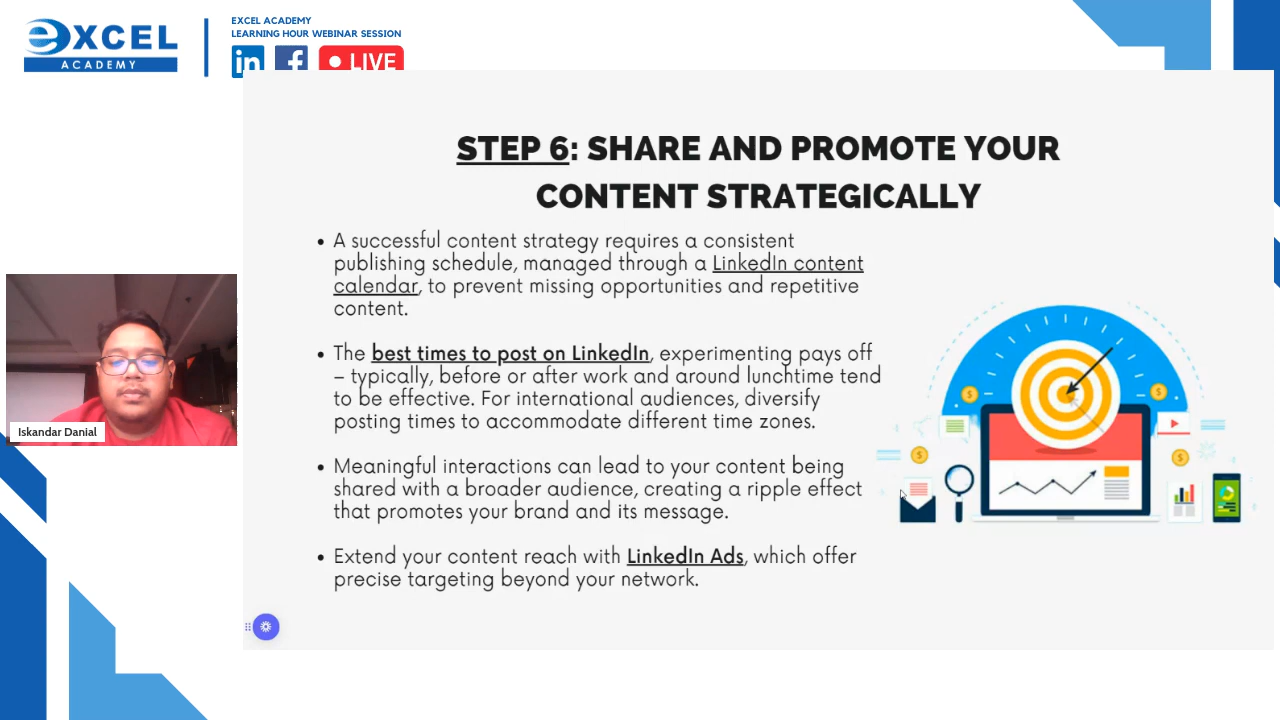 EXCEL
ACADEMY
EXCEL ACADEMY
LEARNING HOUR WEBINAR SESSION
in
f
LIVE
STEP 6: SHARE AND PROMOTE YOUR
CONTENT STRATEGICALLY
• A successful content strategy requires a consistent
publishing schedule, managed through a LinkedIn content
calendar, to prevent missing opportunities and repetitive
content.
• The best times to post on LinkedIn, experimenting pays off
– typically, before or after work and around lunchtime tend
to be effective. For international audiences, diversify
posting times to accommodate different time zones.
• Meaningful interactions can lead to your content being
shared with a broader audience, creating a ripple effect
that promotes your brand and its message.
• Extend your content reach with LinkedIn Ads, which offer
precise targeting beyond your network.
Iskandar Danial